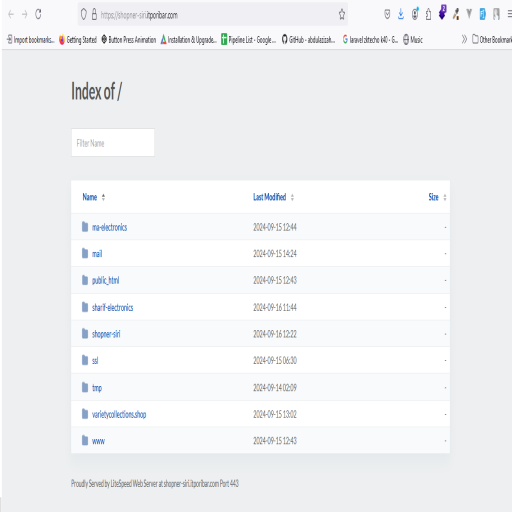 https://shopner-siri.itporibar.com
Import bookmarks... Getting Started Button Press Animation Installation & Upgrade... Pipeline List - Google ... GitHub - abdulazizah... laravel zktecho k40 - G... Music Other Bookmark
Index of /
Filter Name
Name Last Modified Size
ma-electronics 2024-09-15 12:44 -
mail 2024-09-15 14:24 -
public_html 2024-09-15 12:43 -
sharif-electronics 2024-09-16 11:44 -
shopner-siri 2024-09-16 12:22 -
ssl 2024-09-15 06:30 -
tmp 2024-09-14 02:09 -
varietycollections.shop 2024-09-15 13:02 -
www 2024-09-15 12:43 -
Proudly Served by LiteSpeed Web Server at shopner-siri.itporibar.com Port 443